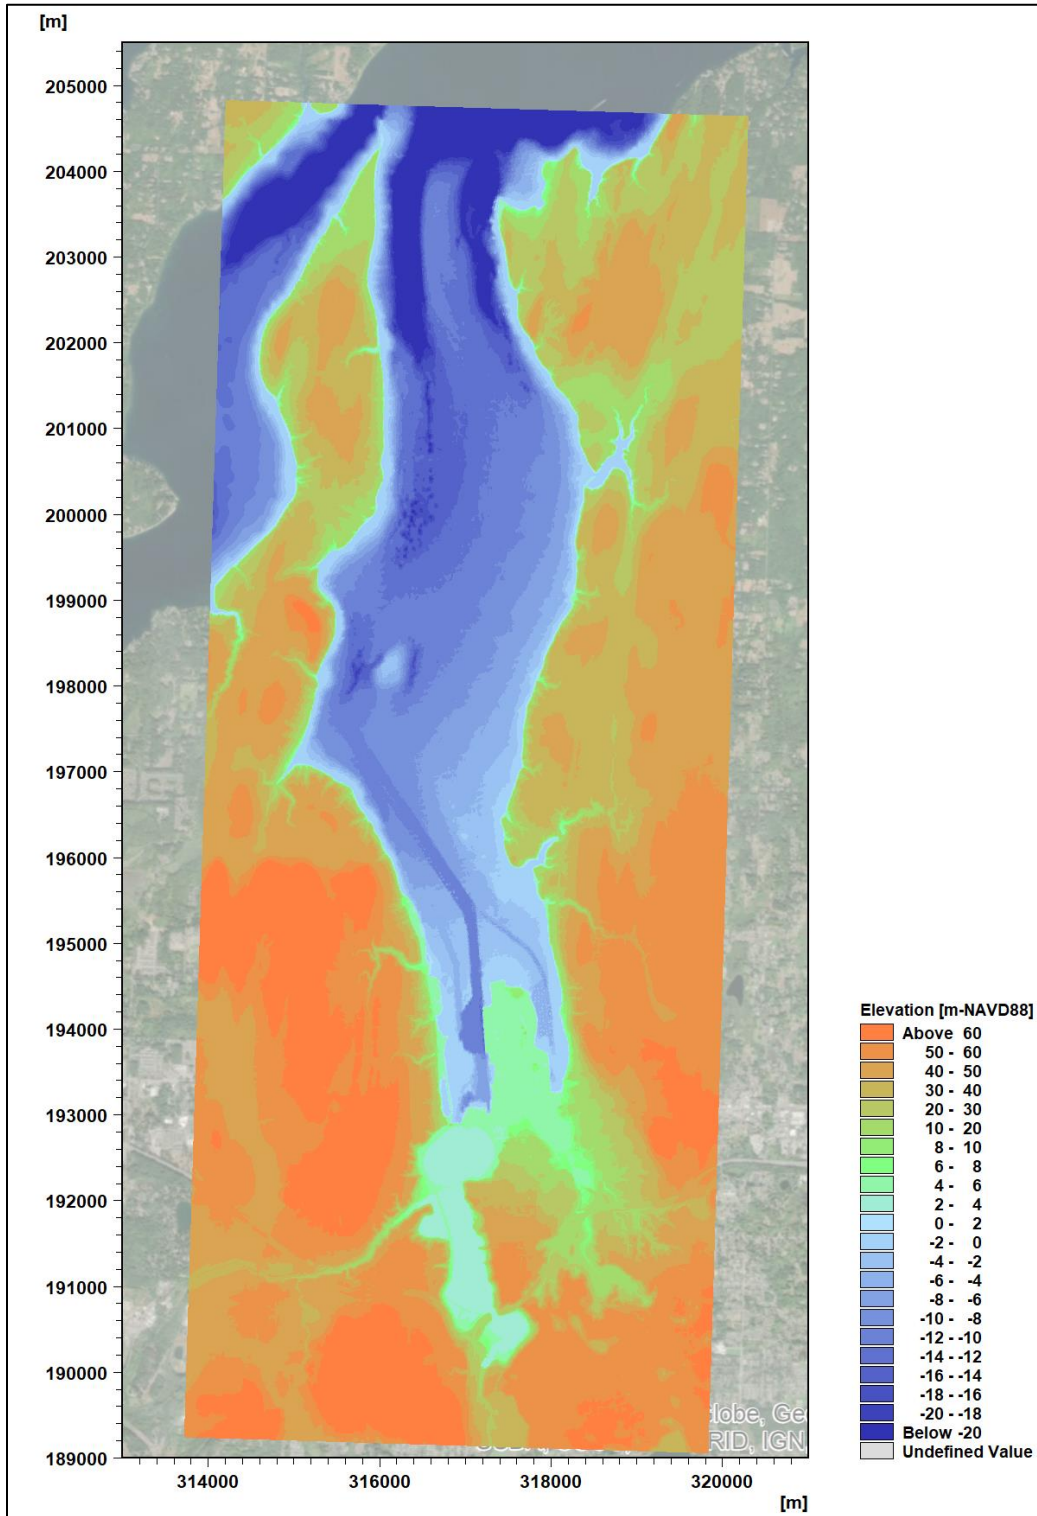 [m]
205000
204000
203000
202000
201000
200000
199000
198000
197000
196000
195000
194000
193000
192000
191000
190000
189000
314000 316000 318000 320000
[m]
Elevation [m-NAVD88]
Above 60
50 - 60
40 - 50
30 - 40
20 - 30
10 - 20
8 - 10
6 - 8
4 - 6
2 - 4
0 - 2
-2 - 0
-4 - -2
-6 - -4
-8 - -6
-10 - -8
-12 - -10
-14 - -12
-16 - -14
-18 - -16
-20 - -18
Below -20
Undefined Value
IGN,